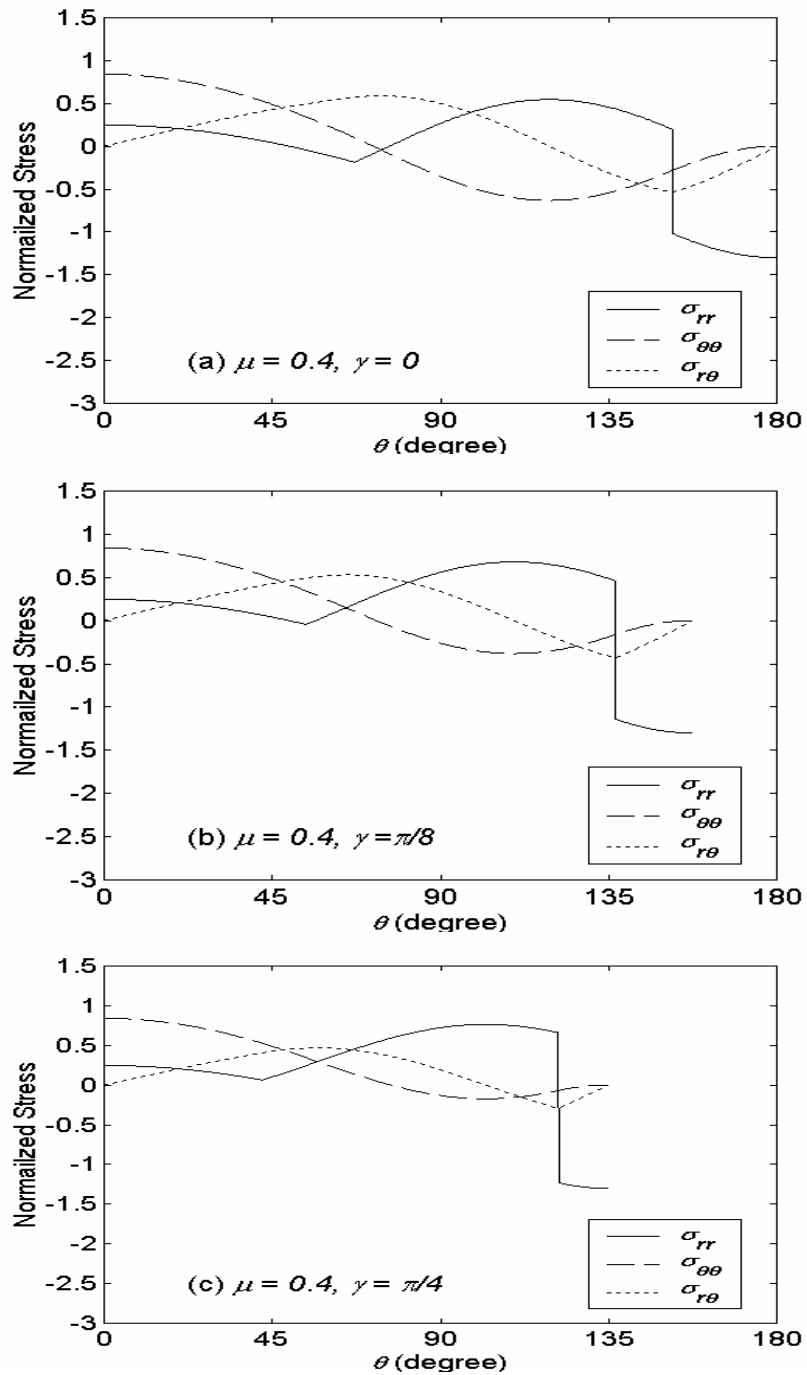 1.5
1
0.5
0
-0.5
-1
-1.5
-2
-2.5
-3
Normailzed Stress
σrr
σθθ
σrθ
(a) μ = 0.4, γ = 0
0 45 90 135 180
θ (degree)
1.5
1
0.5
0
-0.5
-1
-1.5
-2
-2.5
-3
Normailzed Stress
σrr
σθθ
σrθ
(b) μ = 0.4, γ =π/8
0 45 90 135 180
θ (degree)
1.5
1
0.5
0
-0.5
-1
-1.5
-2
-2.5
-3
Normailzed Stress
σrr
σθθ
σrθ
(c) μ = 0.4, γ = π/4
0 45 90 135 180
θ (degree)